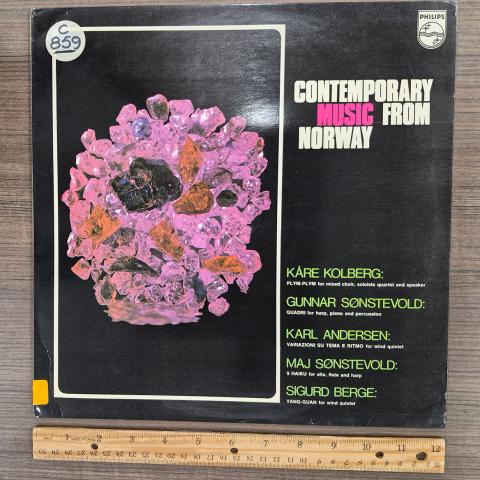 C
859
PHILIPS
CONTEMPORARY
MUSIC FROM
NORWAY
KÅRE KOLBERG:
PLYM-PLYM for mixed choir, soloists quartet and speaker
GUNNAR SØNSTEVOLD:
QUADRI for harp, piano and percussion
KARL ANDERSEN:
VARIAZIONI SU TEMA E RITMO for wind quintet
MAJ SØNSTEVOLD:
9 HAIKU for alto, flute and harp
SIGURD BERGE:
YANG-GUAN for wind quintet
1 2 3 4 5 6 7 8 9 10 11 12